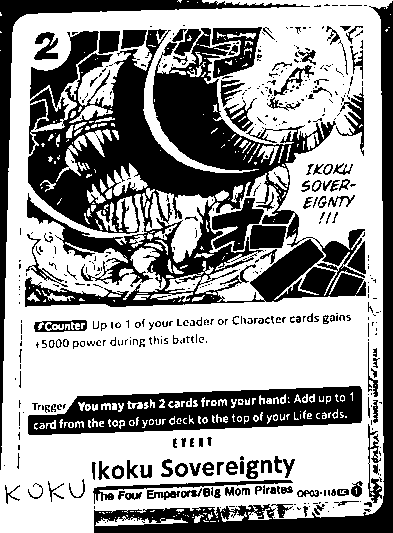 2
IKOKU
SOVER-
EIGNTY
!!!
Counter Up to 1 of your Leader or Character cards gains
+5000 power during this battle.
Trigger You may trash 2 cards from your hand: Add up to 1
card from the top of your deck to the top of your Life cards.
EVENT
Ikoku Sovereignty
KOKU
The Four Emperors/Big Mom Pirates OP03-118